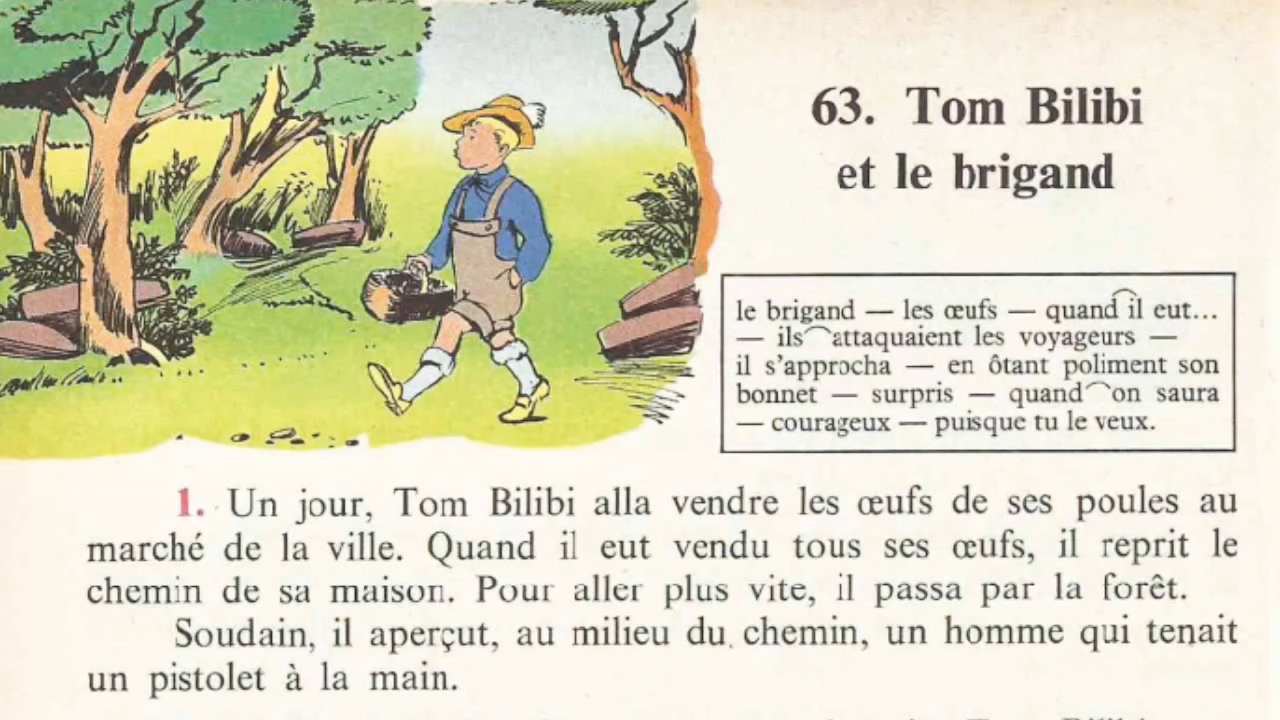 63. Tom Bilibi
et le brigand
le brigand — les œufs — quand il eut...
— ils attaquaient les voyageurs —
il s'approcha — en ôtant poliment son
bonnet — surpris — quand on saura
— courageux — puisque tu le veux.
1. Un jour, Tom Bilibi alla vendre les œufs de ses poules au
marché de la ville. Quand il eut vendu tous ses œufs, il reprit le
chemin de sa maison. Pour aller plus vite, il passa par la forêt.
Soudain, il aperçut, au milieu du chemin, un homme qui tenait
un pistolet à la main.